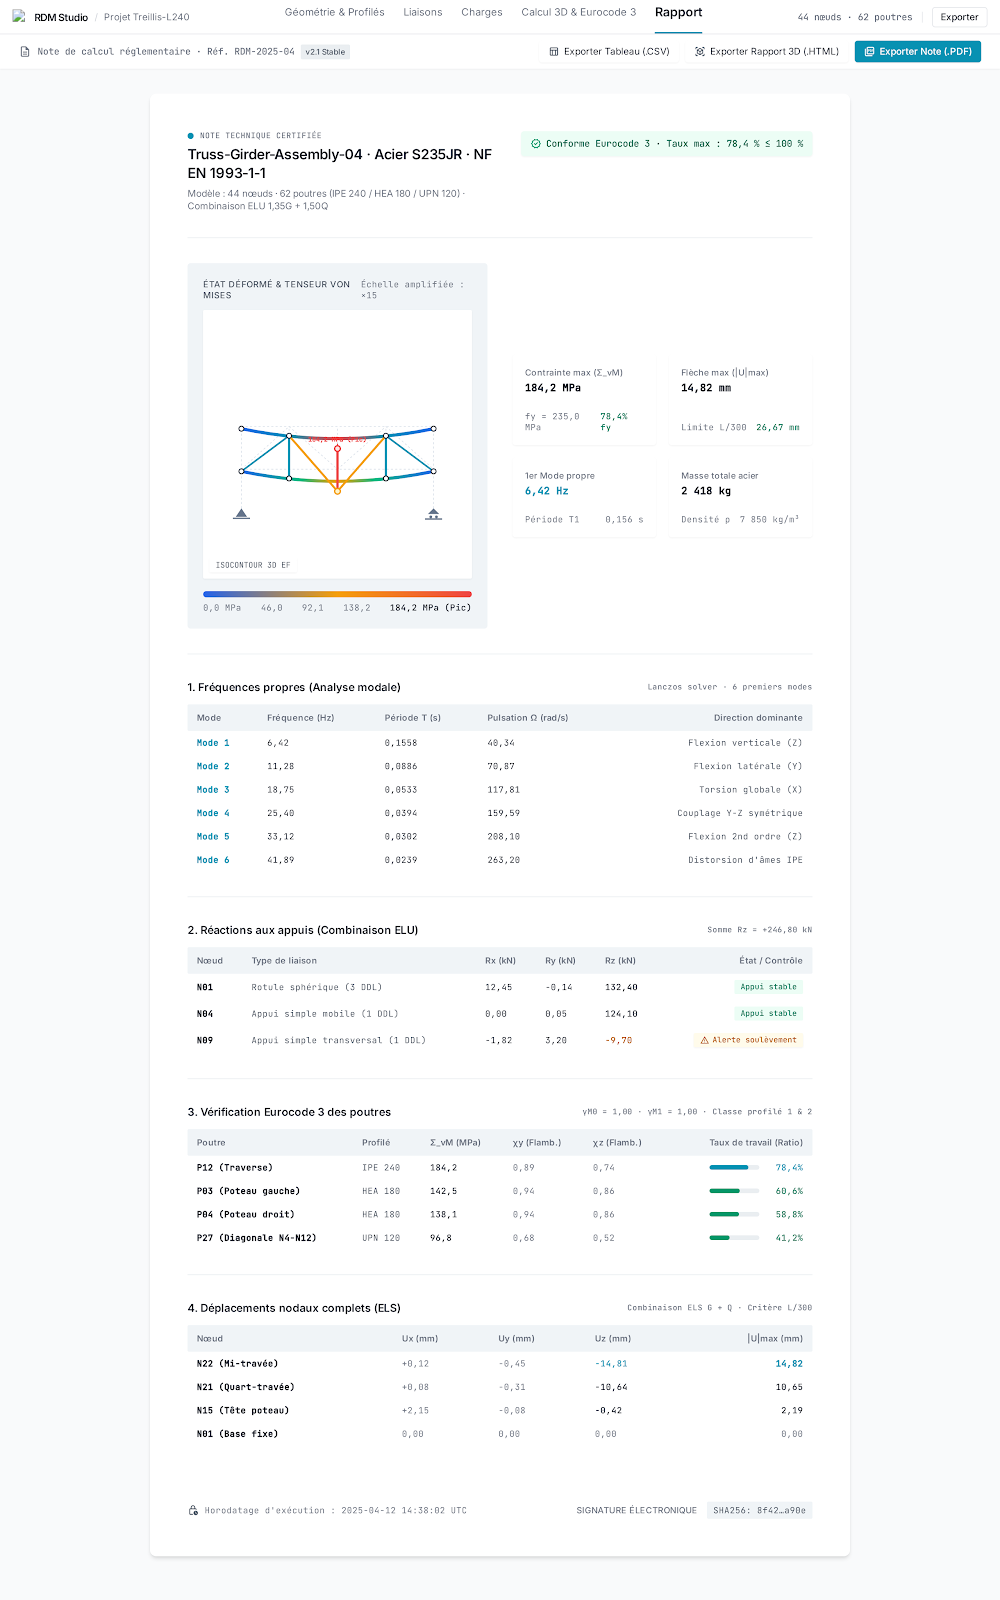 RDM Studio / Projet Treillis-L240
Géométrie & Profilés
Liaisons
Charges
Calcul 3D & Eurocode 3
Rapport
44 nœuds · 62 poutres
Exporter
Note de calcul réglementaire · Réf. RDM-2025-04
v2.1 Stable
Exporter Tableau (.CSV)
Exporter Rapport 3D (.HTML)
Exporter Note (.PDF)
NOTE TECHNIQUE CERTIFIÉE
Truss-Girder-Assembly-04 · Acier S235JR · NF
EN 1993-1-1
Modèle : 44 nœuds · 62 poutres (IPE 240 / HEA 180 / UPN 120) ·
Combinaison ELU 1,35G + 1,50Q
Conforme Eurocode 3 · Taux max : 78,4 % ≤ 100 %
ÉTAT DÉFORMÉ & TENSEUR VON
MISES
Échelle amplifiée :
×15
ISOCONTOUR 3D EF
0,0 MPa 46,0 92,1 138,2 184,2 MPa (Pic)
Contrainte max (Σ_vM)
184,2 MPa
fy = 235,0
MPa
78,4%
fy
Flèche max (|U|max)
14,82 mm
Limite L/300 26,67 mm
1er Mode propre
6,42 Hz
Période T1 0,156 s
Masse totale acier
2 418 kg
Densité ρ 7 850 kg/m³
1. Fréquences propres (Analyse modale)
Lanczos solver · 6 premiers modes
Mode Fréquence (Hz) Période T (s) Pulsation Ω (rad/s) Direction dominante
Mode 1 6,42 0,1558 40,34 Flexion verticale (Z)
Mode 2 11,28 0,0886 70,87 Flexion latérale (Y)
Mode 3 18,75 0,0533 117,81 Torsion globale (X)
Mode 4 25,40 0,0394 159,59 Couplage Y-Z symétrique
Mode 5 33,12 0,0302 208,10 Flexion 2nd ordre (Z)
Mode 6 41,89 0,0239 263,20 Distorsion d'âmes IPE
2. Réactions aux appuis (Combinaison ELU)
Somme Rz = +246,80 kN
Nœud Type de liaison Rx (kN) Ry (kN) Rz (kN) État / Contrôle
N01 Rotule sphérique (3 DDL) 12,45 -0,14 132,40 Appui stable
N04 Appui simple mobile (1 DDL) 0,00 0,05 124,10 Appui stable
N09 Appui simple transversal (1 DDL) -1,82 3,20 -9,70 Alerte soulèvement
3. Vérification Eurocode 3 des poutres
γM0 = 1,00 · γM1 = 1,00 · Classe profilé 1 & 2
Poutre Profilé Σ_vM (MPa) χy (Flamb.) χz (Flamb.) Taux de travail (Ratio)
P12 (Traverse) IPE 240 184,2 0,89 0,74 78,4%
P03 (Poteau gauche) HEA 180 142,5 0,94 0,86 60,6%
P04 (Poteau droit) HEA 180 138,1 0,94 0,86 58,8%
P27 (Diagonale N4-N12) UPN 120 96,8 0,68 0,52 41,2%
4. Déplacements nodaux complets (ELS)
Combinaison ELS G + Q · Critère L/300
Nœud Ux (mm) Uy (mm) Uz (mm) |U|max (mm)
N22 (Mi-travée) +0,12 -0,45 -14,81 14,82
N21 (Quart-travée) +0,08 -0,31 -10,64 10,65
N15 (Tête poteau) +2,15 -0,08 -0,42 2,19
N01 (Base fixe) 0,00 0,00 0,00 0,00
Horodatage d'exécution : 2025-04-12 14:38:02 UTC
SIGNATURE ÉLECTRONIQUE
SHA256: 8f42…a90e